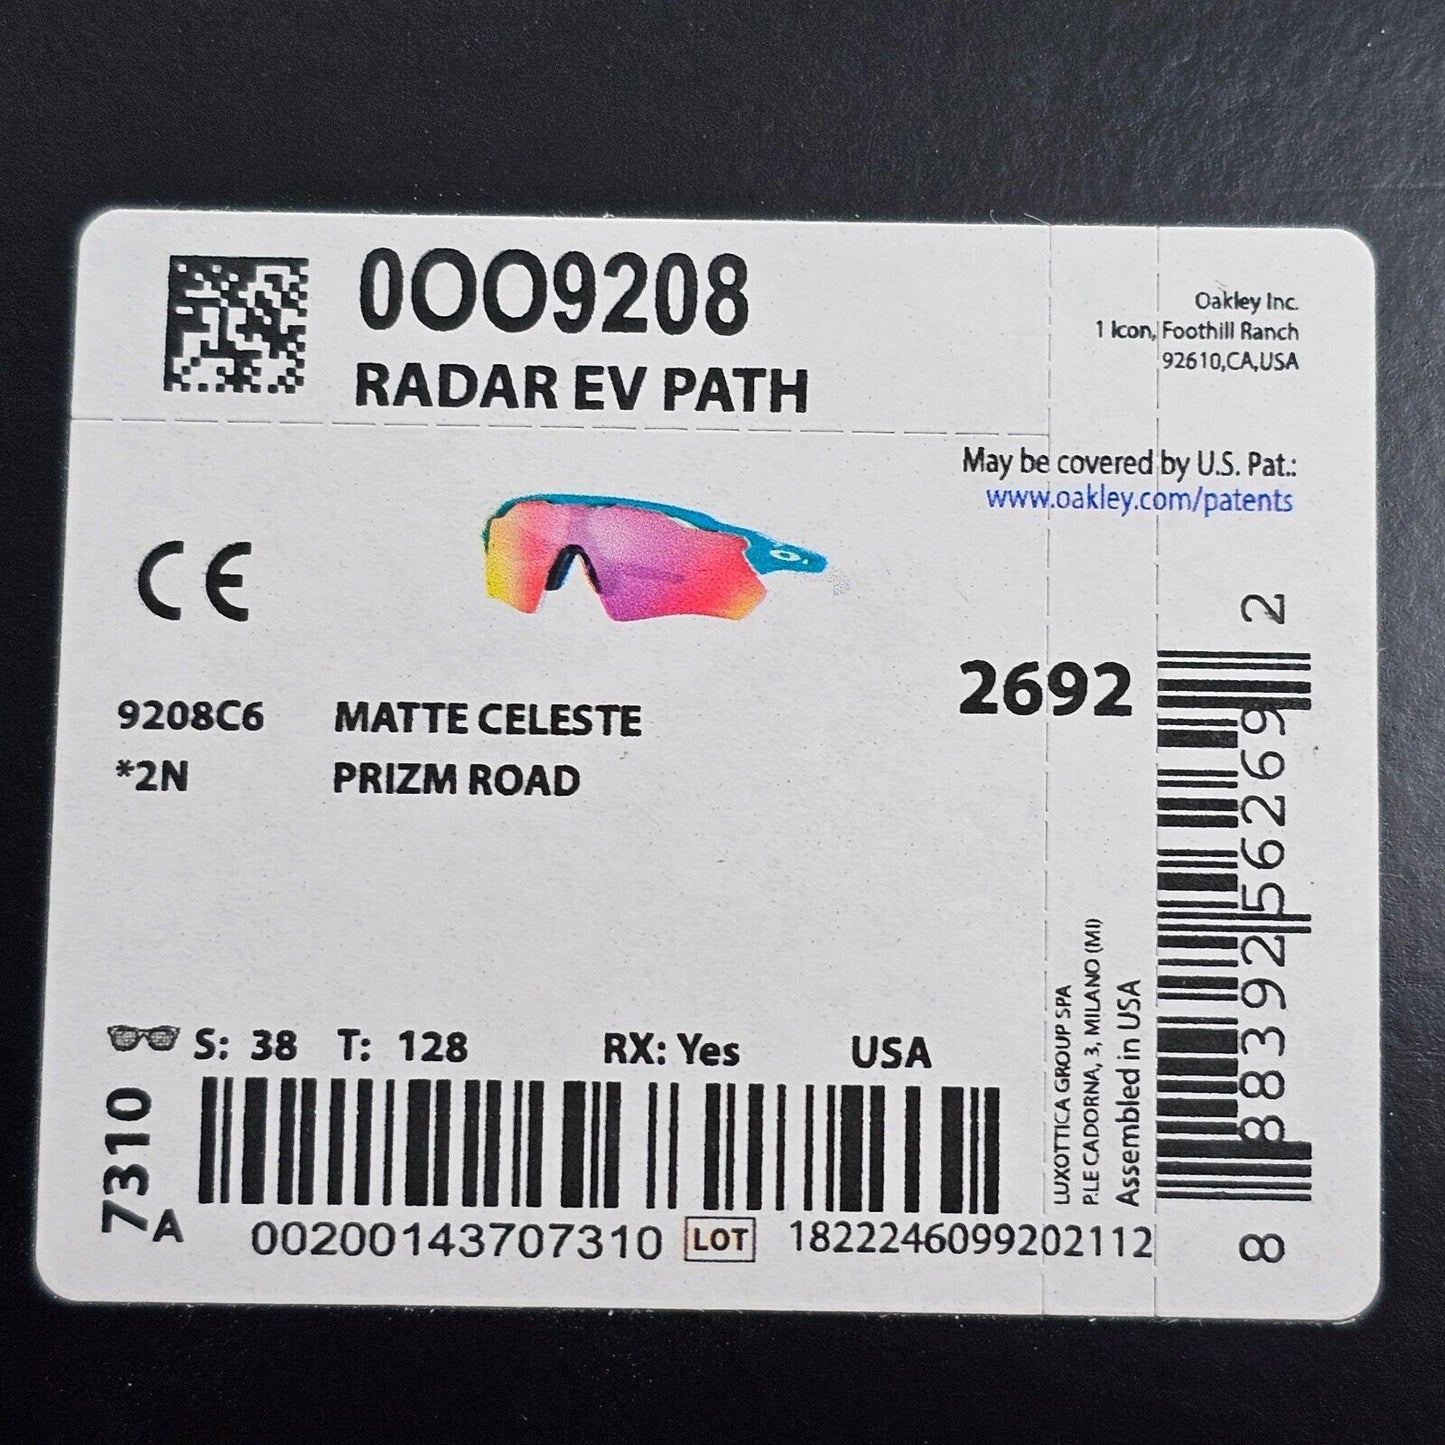 0OO9208
RADAR EV PATH
Oakley Inc.
1 Icon, Foothill Ranch
92610,CA,USA
May be covered by U.S. Pat.:
www.oakley.com/patents
CE
9208C6 MATTE CELESTE
*2N PRIZM ROAD
2692
8 883925 6269 2
LUXOTTICA GROUP SPA
P.LE CADORNA, 3, MILANO (MI)
Assembled in USA
S: 38 T: 128 RX: Yes USA
7310
A
00200143707310 LOT 1822246099202112